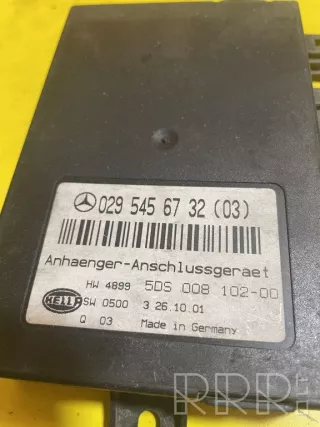 029 545 67 32 (03)
Anhaenger-Anschlussgeraet
HW 4899 5DS 008 102-00
HELLA SW 0500 3 26.10.01
Q 03 Made in Germany
RRR.LT